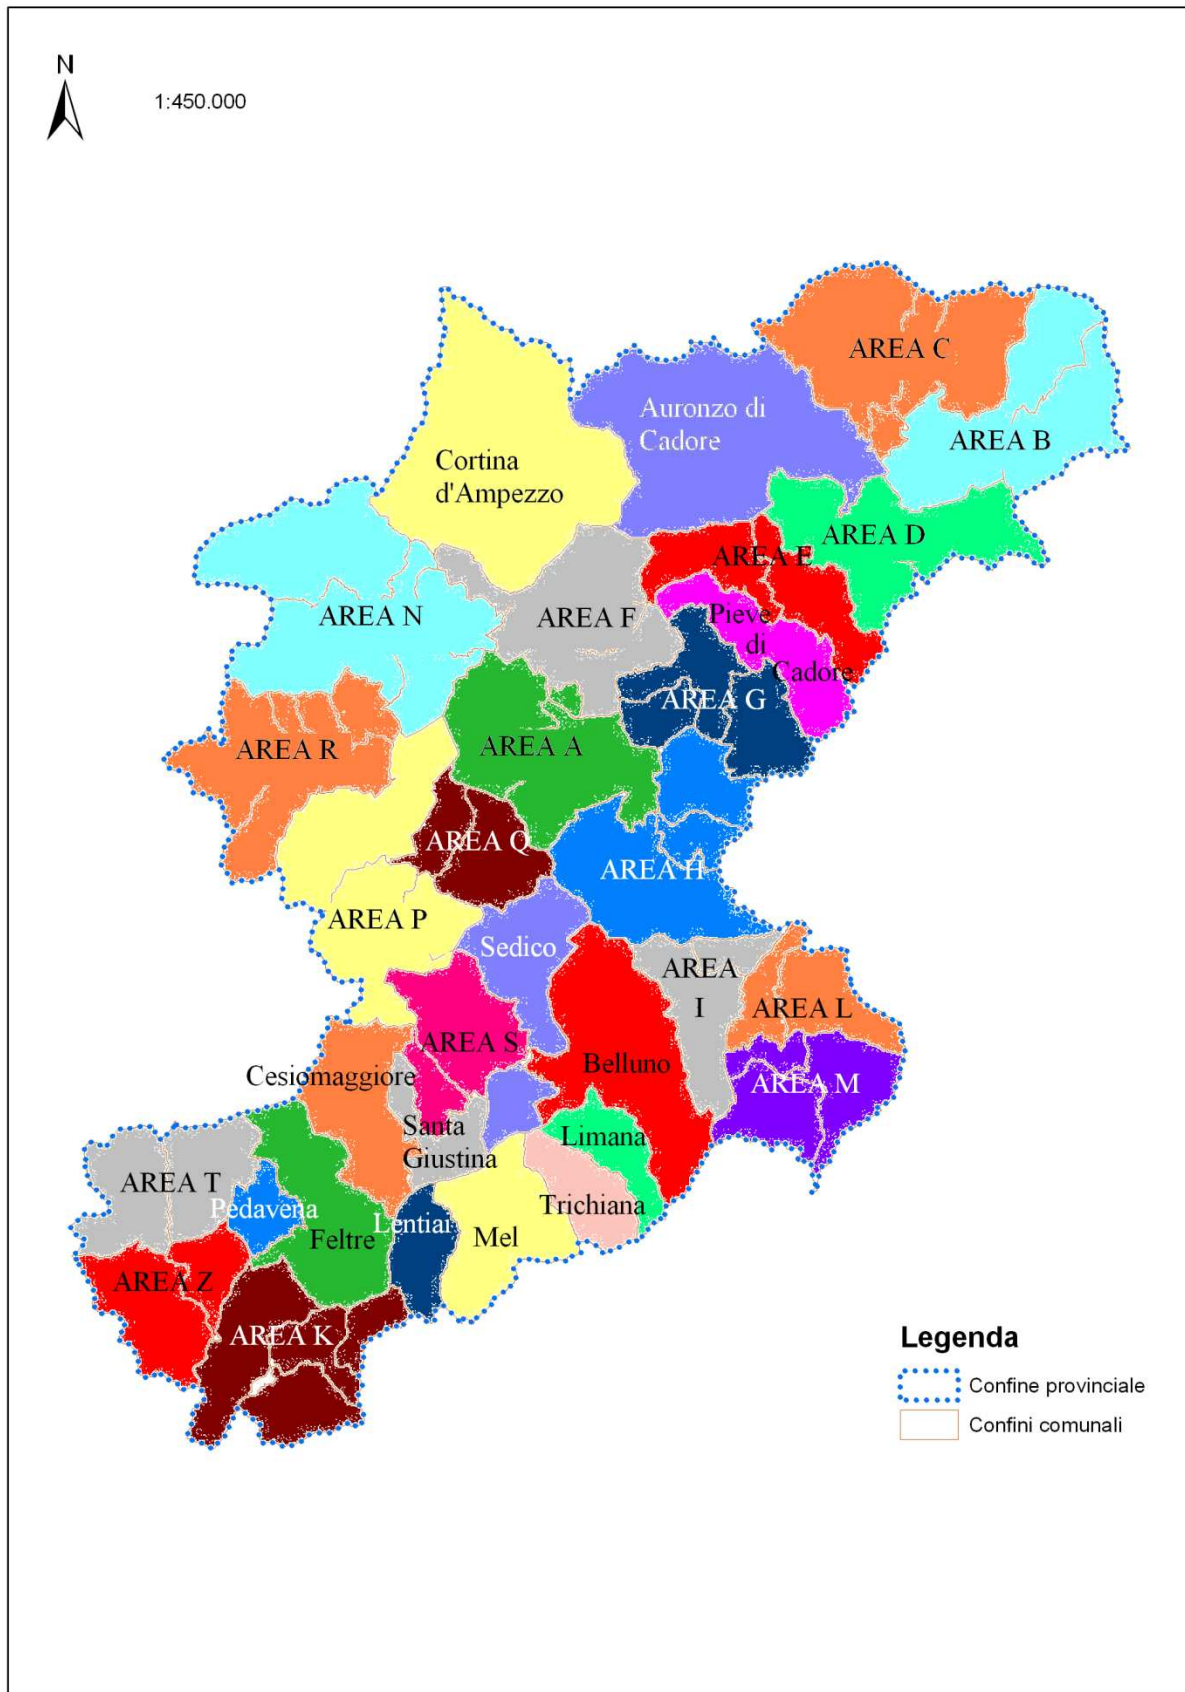 N
1:450.000
AREA C
Auronzo di
Cadore
AREA B
Cortina
d'Ampezzo
AREA D
AREA E
AREA N
AREA F
Pieve
di
Cadore
AREA G
AREA R
AREA A
AREA Q
AREA H
AREA P
Sedico
AREA
I
AREA L
AREA S
Belluno
Cesiomaggiore
AREA M
Santa
Giustina
Limana
AREA T
Pedavena
Trichiana
Lentiai
Mel
Feltre
AREA Z
AREA K
Legenda
Confine provinciale
Confini comunali